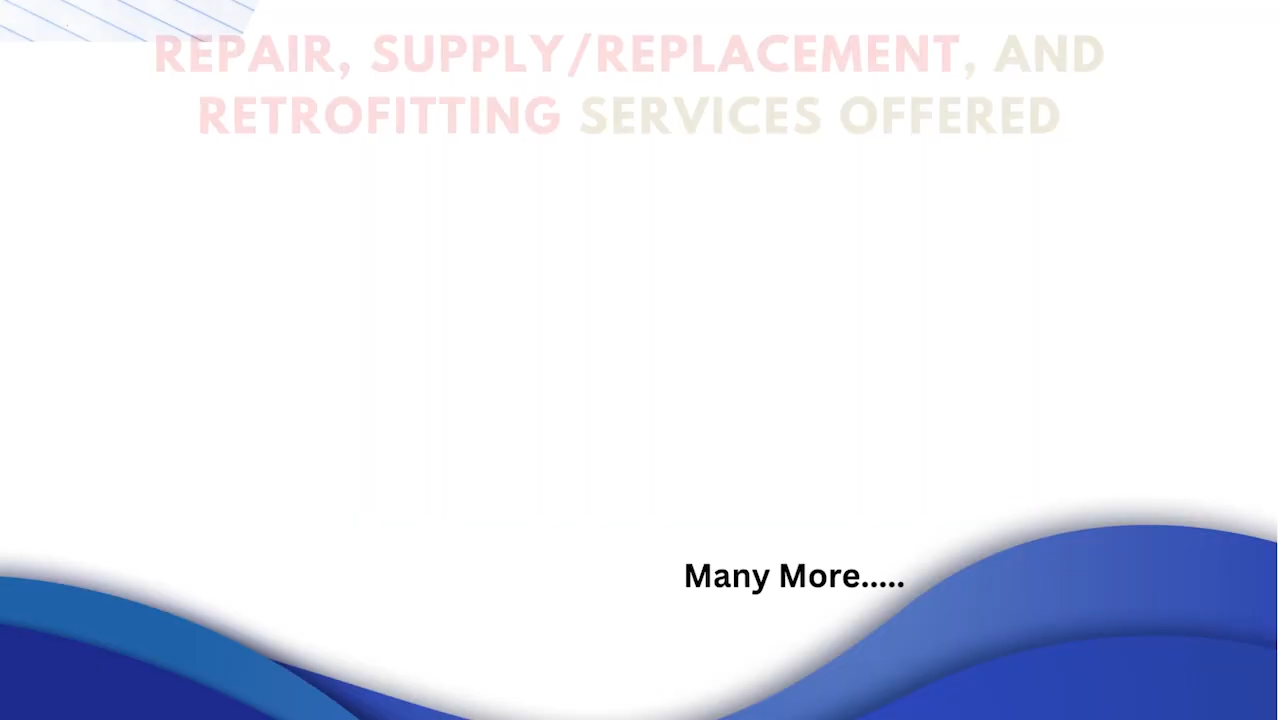 REPAIR, SUPPLY/REPLACEMENT, AND
RETROFITTING SERVICES OFFERED
Many More.....